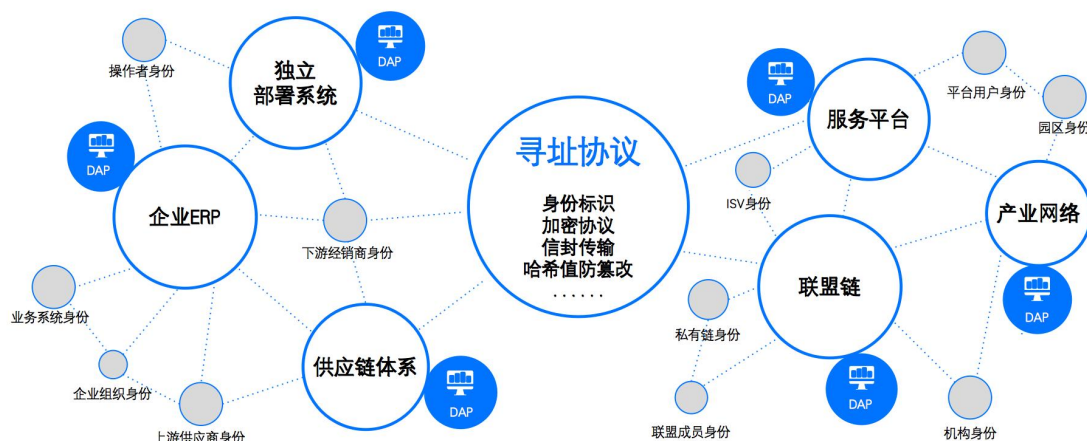 操作者身份
独立
部署系统
DAP
DAP
企业ERP
下游经销商身份
业务系统身份
企业组织身份
上游供应商身份
供应链体系
DAP
寻址协议
身份标识
加密协议
信封传输
哈希值防篡改
......
DAP
服务平台
平台用户身份
园区身份
ISV身份
产业网络
DAP
联盟链
私有链身份
DAP
联盟成员身份
机构身份